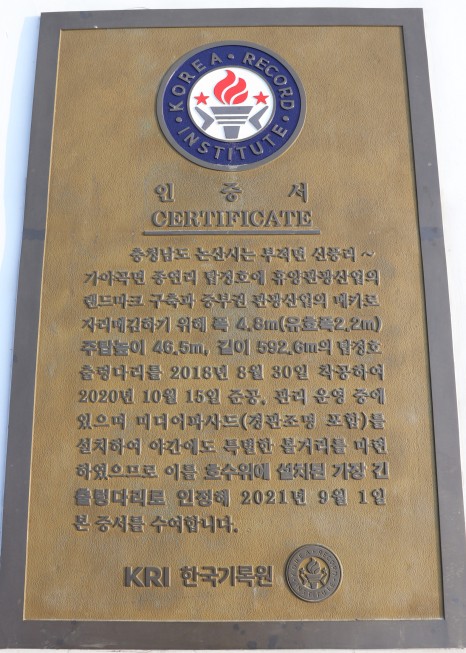 KOREA · RECORD · INSTITUTE ·
인 증 서
CERTIFICATE
충청남도 논산시는 부적면 신풍리 ~
가야곡면 종연리 탑정호에 휴양관광산업의
랜드마크 구축과 중부권 관광산업의 메카로
자리매김하기 위해 폭 4.8m(유효폭2.2m)
주탑높이 46.5m, 길이 592.6m의 탑정호
출렁다리를 2018년 8월 30일 착공하여
2020년 10월 15일 준공, 관리 운영 중에
있으며 미디어파사드(경관조명 포함)를
설치하여 야간에도 특별한 볼거리를 마련
하였으므로 이를 호수위에 설치된 가장 긴
출렁다리로 인정해 2021년 9월 1일
본 증서를 수여합니다.
KRI 한국기록원
KOREA RECORD INSTITUTE